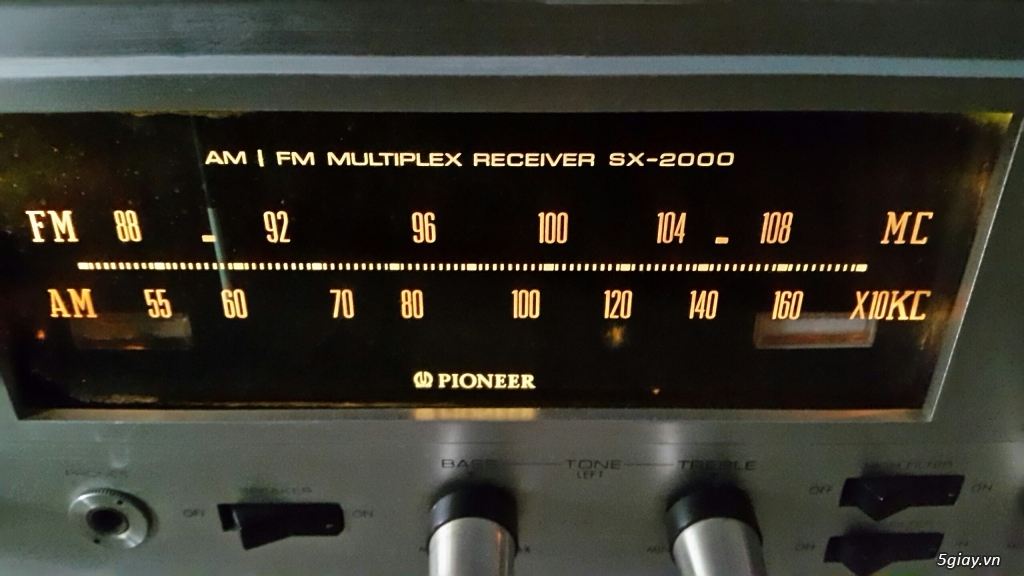 AM | FM MULTIPLEX RECEIVER SX-2000
FM 88 92 96 100 104 108 MC
AM 55 60 70 80 100 120 140 160 X10KC
PIONEER
BASS TONE TREBLE
LEFT
PHONES
SPEAKER
OFF ON
HIGH FILTER
OFF ON
OFF
5giay.vn